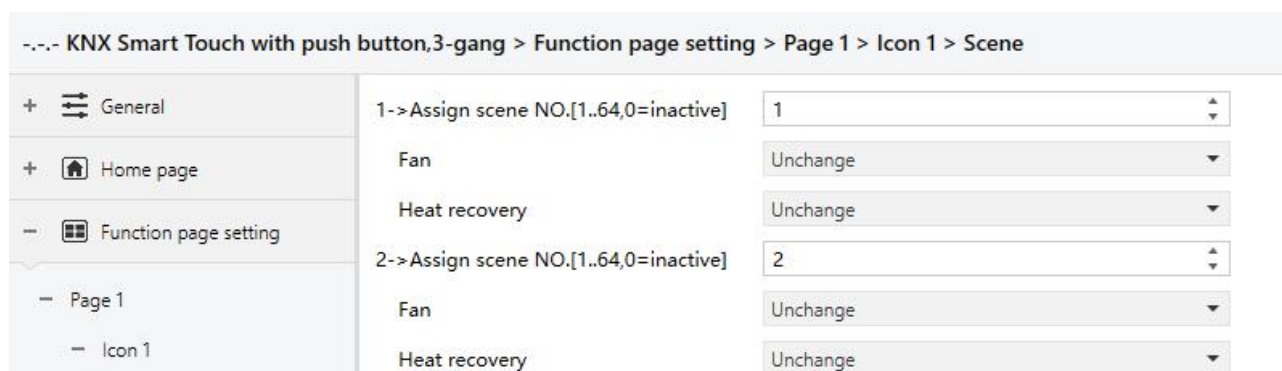 -.-.- KNX Smart Touch with push button,3-gang > Function page setting > Page 1 > Icon 1 > Scene
+ General
+ Home page
− Function page setting
− Page 1
− Icon 1
1->Assign scene NO.[1..64,0=inactive] 1
Fan Unchange
Heat recovery Unchange
2->Assign scene NO.[1..64,0=inactive] 2
Fan Unchange
Heat recovery Unchange